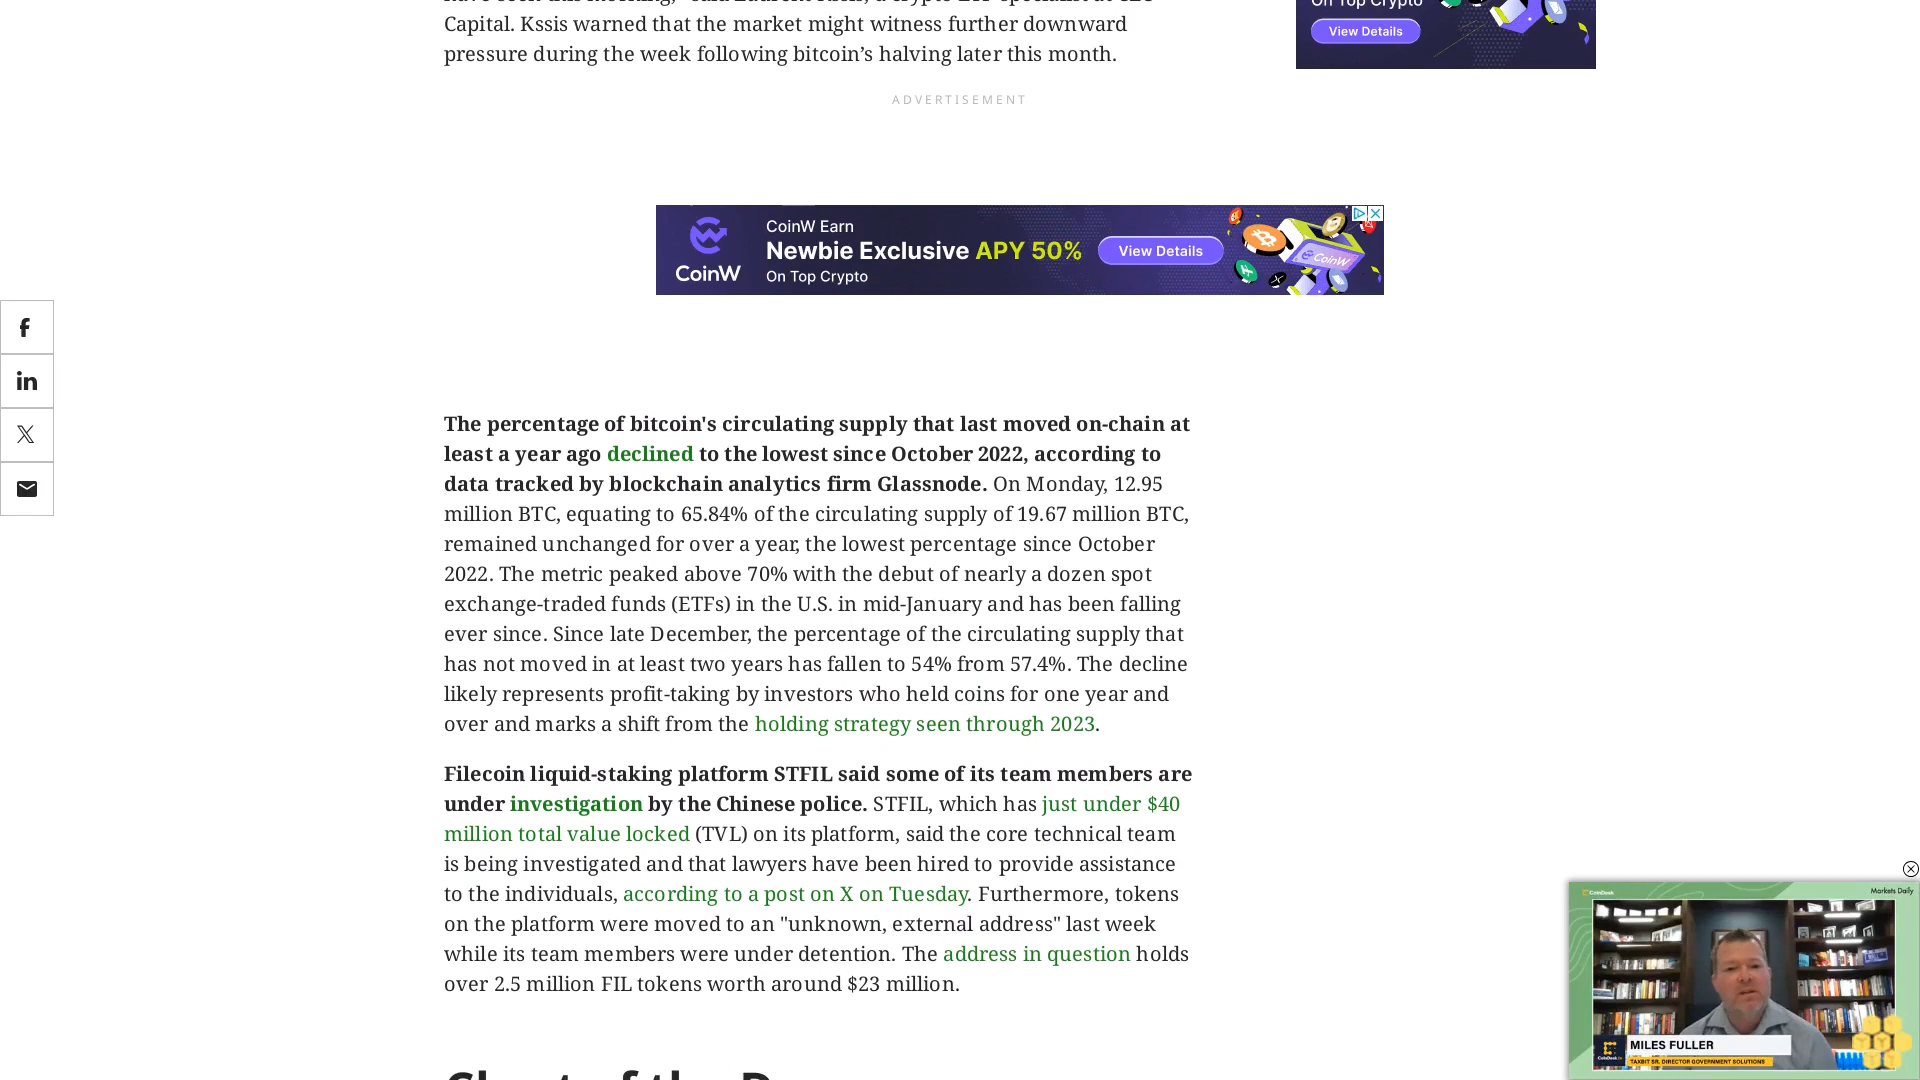 Capital. Kssis warned that the market might witness further downward
pressure during the week following bitcoin’s halving later this month.
On Top Crypto
View Details
ADVERTISEMENT
CoinW
CoinW Earn
Newbie Exclusive APY 50%
On Top Crypto
View Details
CoinW
The percentage of bitcoin's circulating supply that last moved on-chain at
least a year ago declined to the lowest since October 2022, according to
data tracked by blockchain analytics firm Glassnode. On Monday, 12.95
million BTC, equating to 65.84% of the circulating supply of 19.67 million BTC,
remained unchanged for over a year, the lowest percentage since October
2022. The metric peaked above 70% with the debut of nearly a dozen spot
exchange-traded funds (ETFs) in the U.S. in mid-January and has been falling
ever since. Since late December, the percentage of the circulating supply that
has not moved in at least two years has fallen to 54% from 57.4%. The decline
likely represents profit-taking by investors who held coins for one year and
over and marks a shift from the holding strategy seen through 2023.
Filecoin liquid-staking platform STFIL said some of its team members are
under investigation by the Chinese police. STFIL, which has just under $40
million total value locked (TVL) on its platform, said the core technical team
is being investigated and that lawyers have been hired to provide assistance
to the individuals, according to a post on X on Tuesday. Furthermore, tokens
on the platform were moved to an "unknown, external address" last week
while its team members were under detention. The address in question holds
over 2.5 million FIL tokens worth around $23 million.
CoinDesk
Markets Daily
MILES FULLER
TAXBIT SR. DIRECTOR GOVERNMENT SOLUTIONS